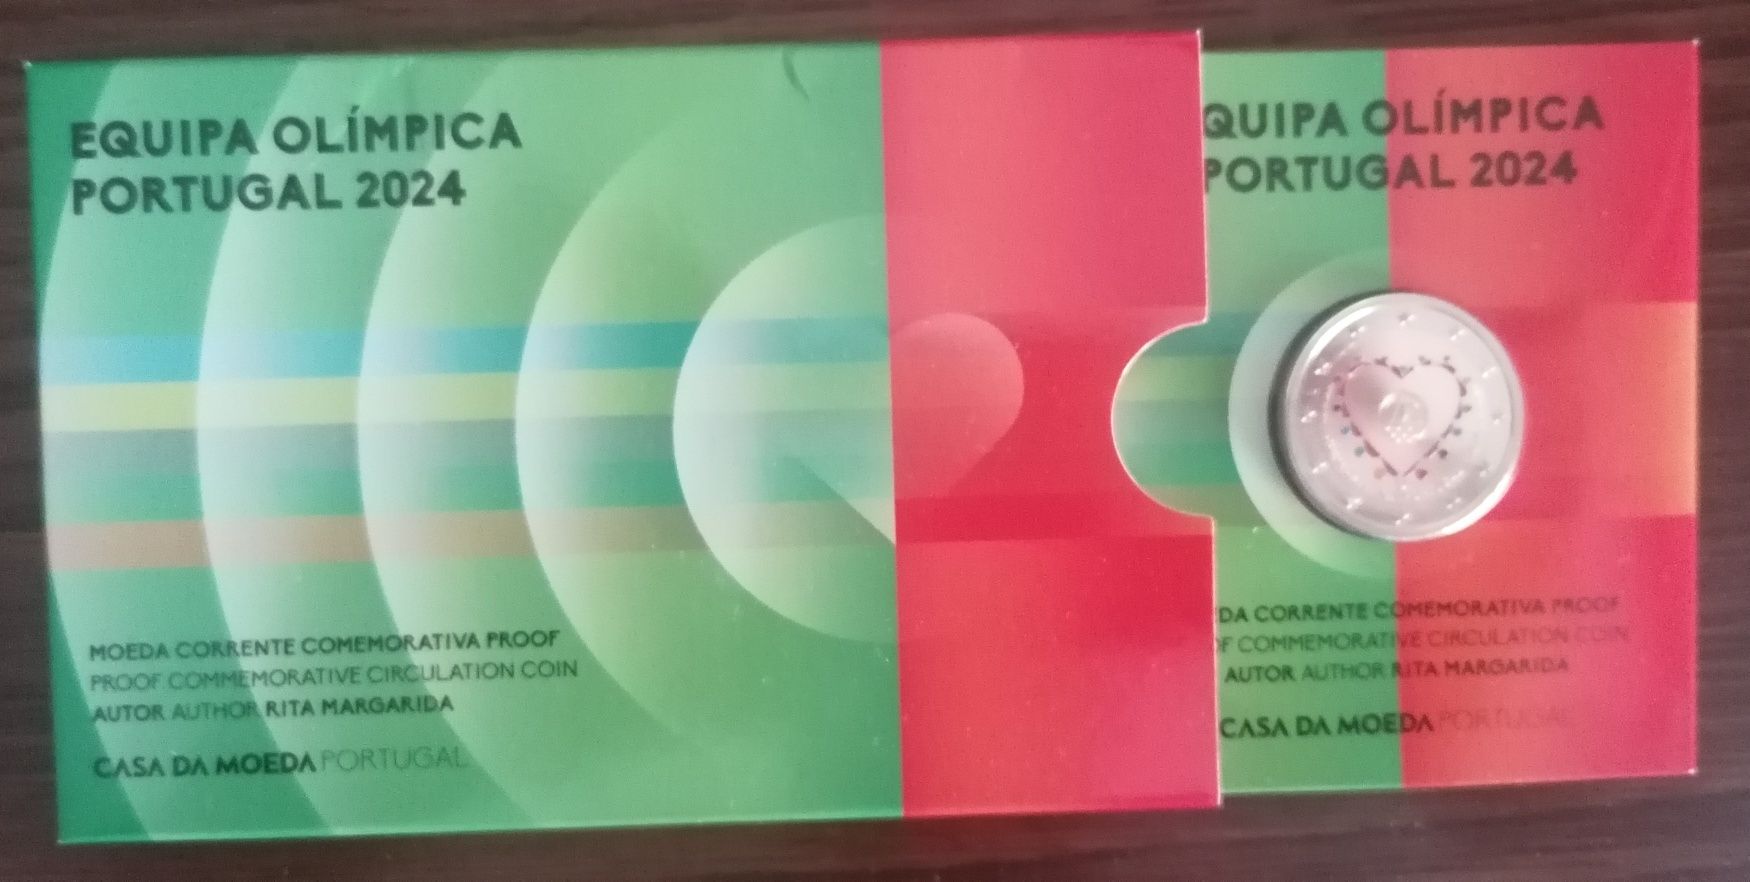 EQUIPA OLÍMPICA
PORTUGAL 2024
MOEDA CORRENTE COMEMORATIVA PROOF
PROOF COMMEMORATIVE CIRCULATION COIN
AUTOR AUTHOR RITA MARGARIDA
CASA DA MOEDA PORTUGAL
QUIPA OLÍMPICA
PORTUGAL 2024
DA CORRENTE COMEMORATIVA PROOF
F COMMEMORATIVE CIRCULATION COIN
AUTOR AUTHOR RITA MARGARIDA
CASA DA MOEDA PORTUGAL